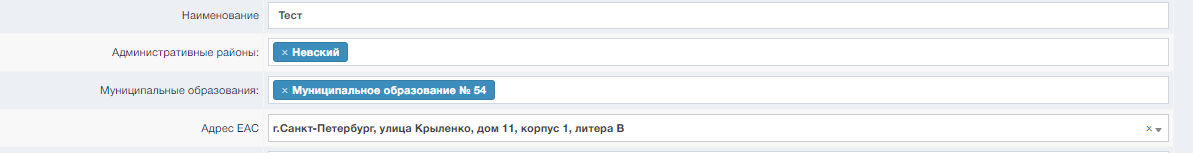 Наименование Тест
Административные районы: × Невский
Муниципальные образования: × Муниципальное образование № 54
Адрес ЕАС г.Санкт-Петербург, улица Крыленко, дом 11, корпус 1, литера В ×